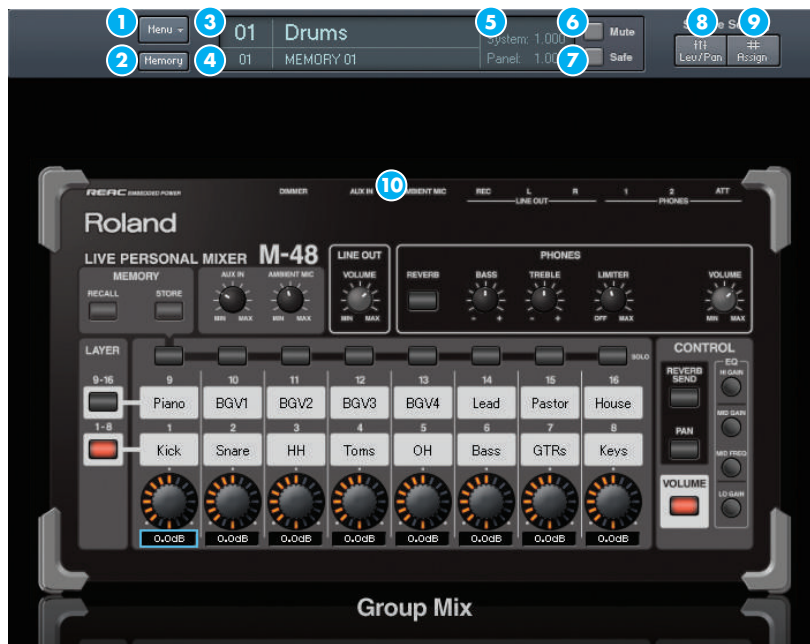 1 Menu 3 01 Drums 5 System: 1.000 6 Mute 8 9
2 Memory 4 01 MEMORY 01 Panel: 1.00 7 Safe Lev/Pan Assign
REAC EMBEDDED POWER DIMMER AUX IN 10 AMBIENT MIC REC L R 1 2 ATT
LINE OUT PHONES
Roland
LIVE PERSONAL MIXER M-48 LINE OUT PHONES
MEMORY AUX IN AMBIENT MIC VOLUME REVERB BASS TREBLE LIMITER VOLUME
RECALL STORE
MIN MAX MIN MAX MIN MAX - + - + OFF MAX MIN MAX
LAYER SOLO CONTROL
9-16 9 10 11 12 13 14 15 16 REVERB SEND EQ HI GAIN
Piano BGV1 BGV2 BGV3 BGV4 Lead Pastor House
1-8 1 2 3 4 5 6 7 8 PAN MID GAIN
Kick Snare HH Toms OH Bass GTRs Keys MID FREQ
VOLUME LO GAIN
0.0dB 0.0dB 0.0dB 0.0dB 0.0dB 0.0dB 0.0dB 0.0dB
Group Mix